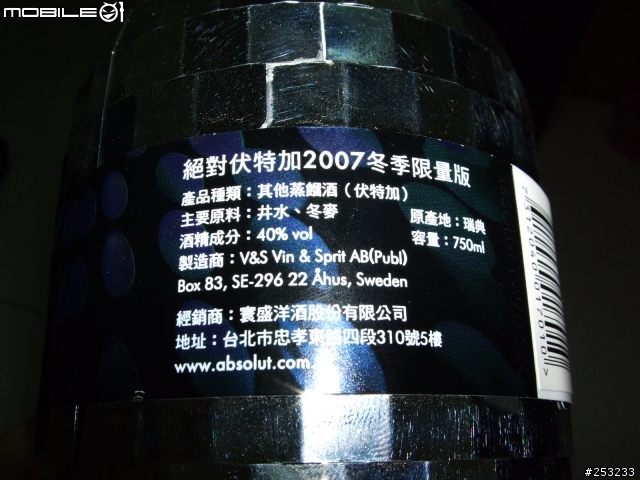 MOBILE01
絕對伏特加2007冬季限量版
產品種類：其他蒸餾酒（伏特加）
主要原料：井水、冬麥
原產地：瑞典
酒精成分：40% vol
容量：750ml
製造商：V&S Vin & Sprit AB(Publ)
Box 83, SE-296 22 Åhus, Sweden
經銷商：寰盛洋酒股份有限公司
地址：台北市忠孝東路四段310號5樓
www.absolut.com
#253233